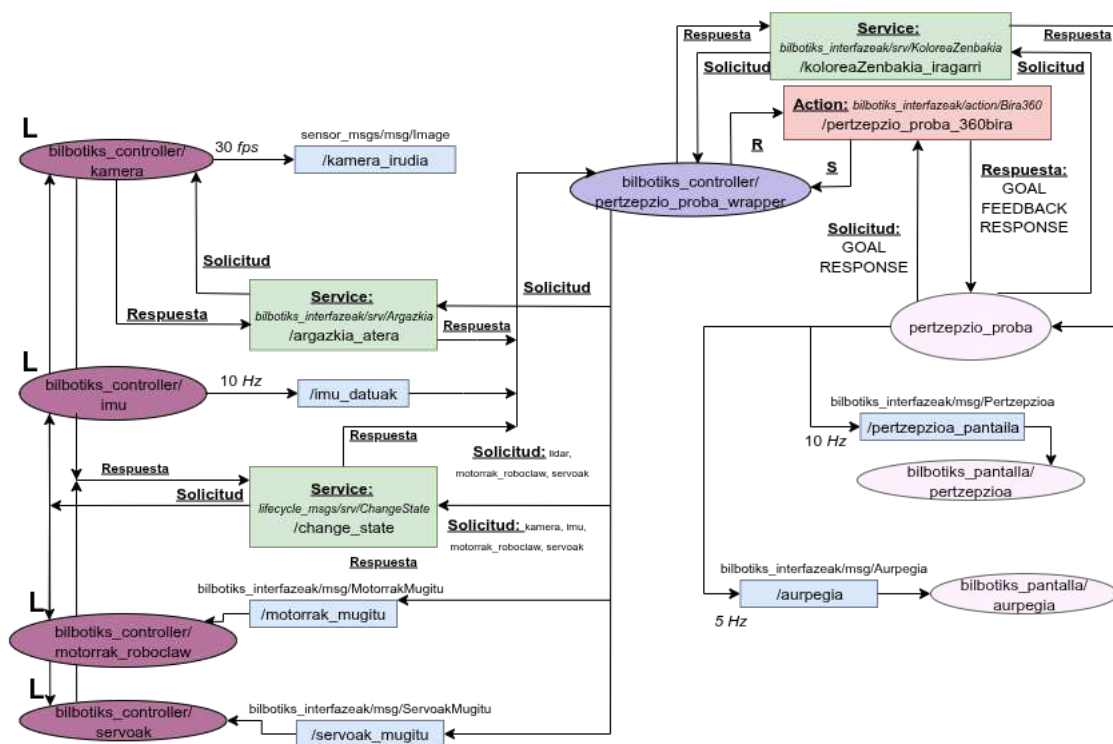 Service:
bilbotiks_interfazeak/srv/KoloreaZenbakia
/koloreaZenbakia_iragarri
Respuesta
Respuesta
Solicitud
Solicitud
Action: bilbotiks_interfazeak/action/Bira360
/pertzepzio_proba_360bira
R
S
L
bilbotiks_controller/
kamera
30 fps
sensor_msgs/msg/Image
/kamera_irudia
bilbotiks_controller/
pertzepzio_proba_wrapper
Respuesta:
GOAL
FEEDBACK
RESPONSE
Solicitud:
GOAL
RESPONSE
Solicitud
Solicitud
Service:
bilbotiks_interfazeak/srv/Argazkia
/argazkia_atera
Respuesta
Respuesta
pertzepzio_proba
L
bilbotiks_controller/
imu
10 Hz
/imu_datuak
bilbotiks_interfazeak/msg/Pertzepzioa
/pertzepzioa_pantaila
10 Hz
Respuesta
Solicitud: lidar,
motorrak_roboclaw, servoak
bilbotiks_pantalla/
pertzepzioa
Respuesta
Solicitud
Service:
lifecycle_msgs/srv/ChangeState
/change_state
Solicitud: kamera, imu,
motorrak_roboclaw, servoak
Respuesta
bilbotiks_interfazeak/msg/MotorrakMugitu
/motorrak_mugitu
bilbotiks_interfazeak/msg/Aurpegia
/aurpegia
5 Hz
bilbotiks_pantalla/
aurpegia
L
bilbotiks_controller/
motorrak_roboclaw
L
bilbotiks_controller/
servoak
bilbotiks_interfazeak/msg/ServoakMugitu
/servoak_mugitu